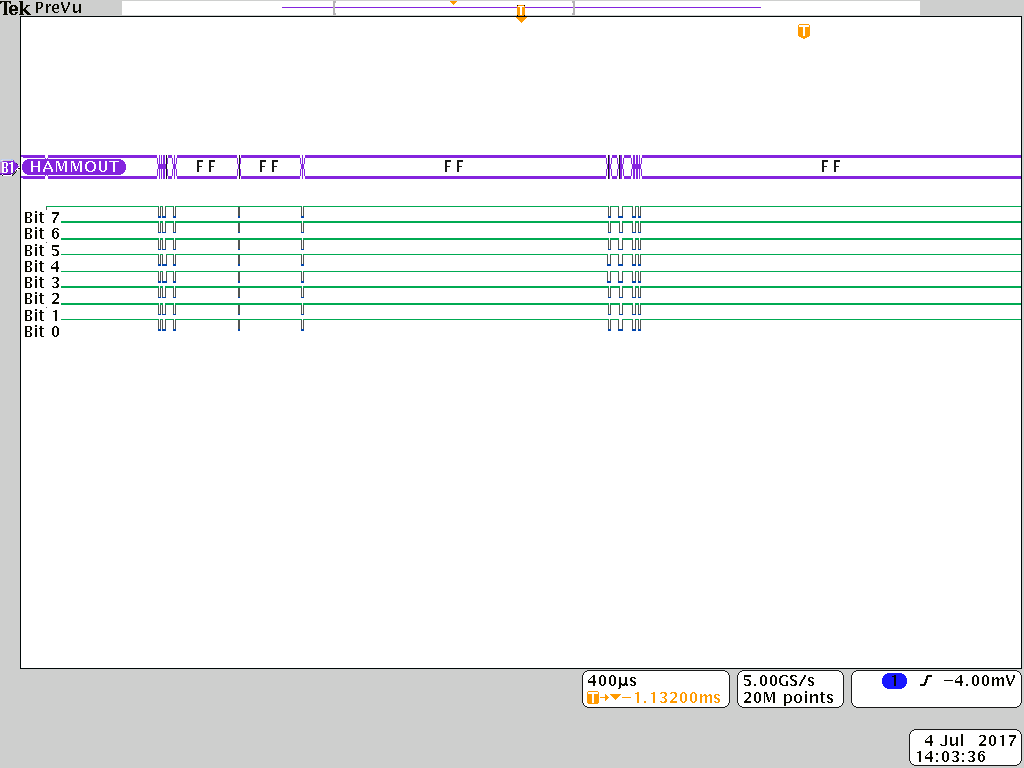 Tek PreVu
T
T
B1 HAMMOUT FF FF FF FF
Bit 7
Bit 6
Bit 5
Bit 4
Bit 3
Bit 2
Bit 1
Bit 0
400µs
T→▼−1.13200ms
5.00GS/s
20M points
1 ∫ −4.00mV
4 Jul 2017
14:03:36